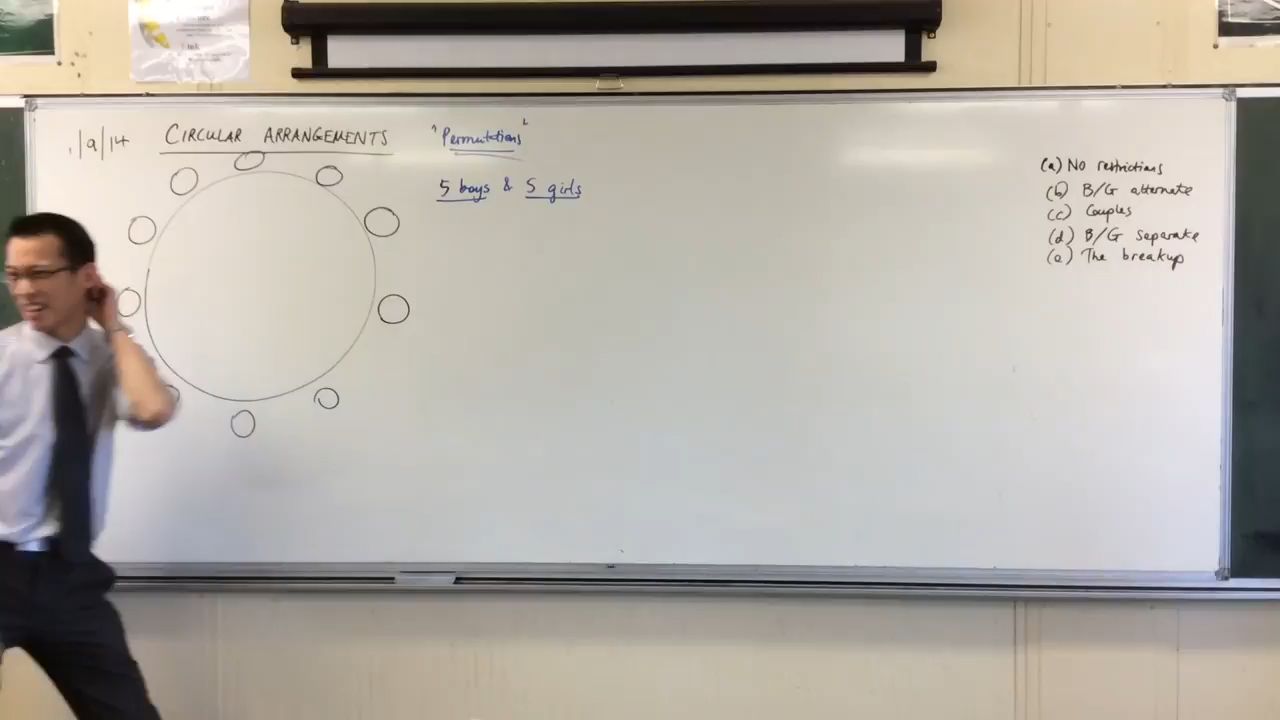 1/9/14 CIRCULAR ARRANGEMENTS "Permutations"
5 boys & 5 girls
(a) No restrictions
(b) B/G alternate
(c) Couples
(d) B/G separate
(e) The breakup